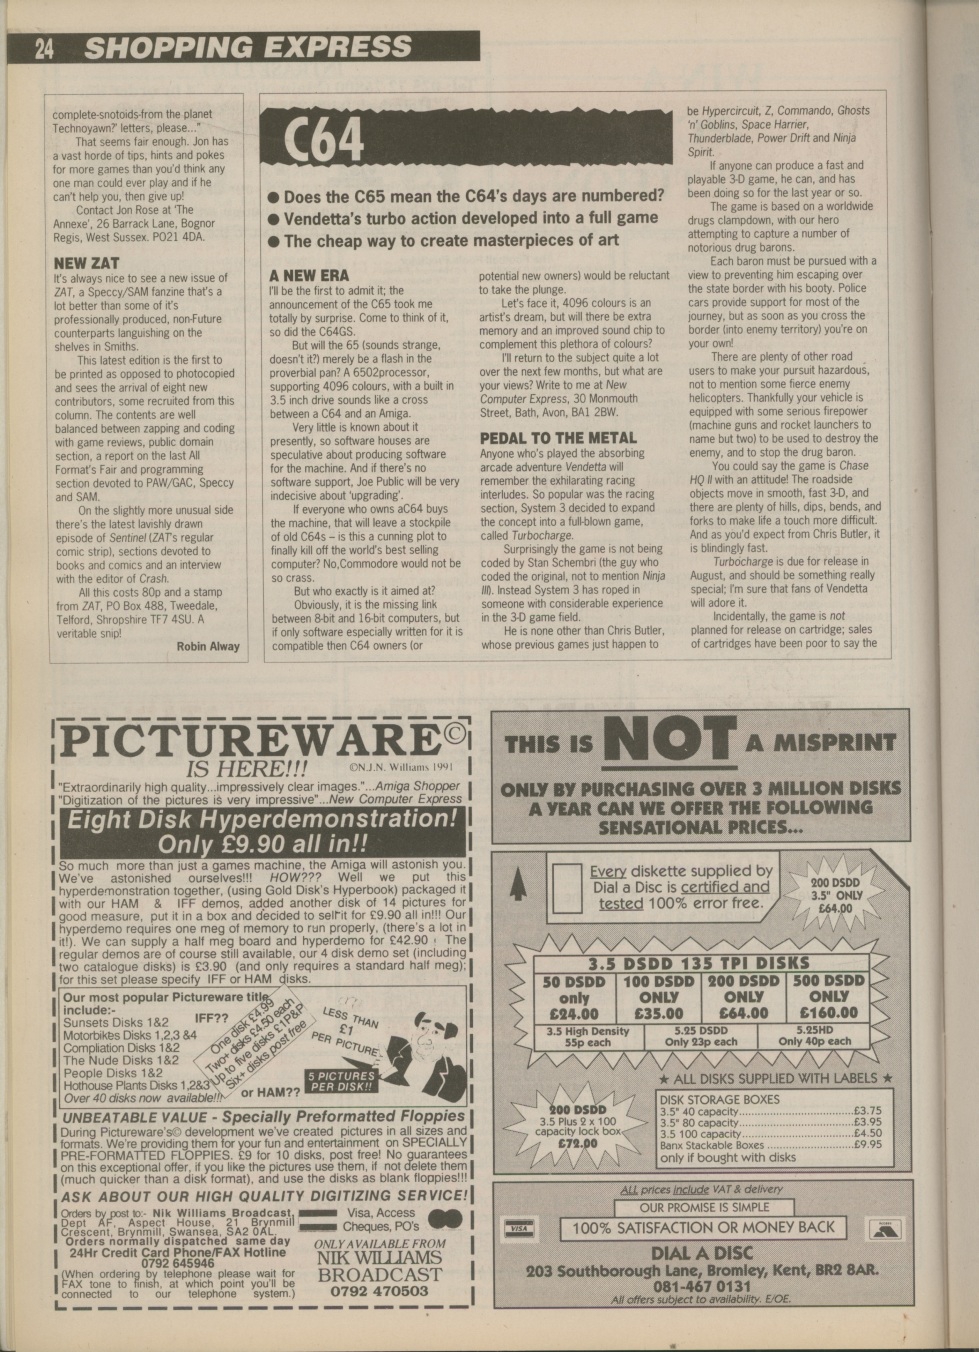 24 SHOPPING EXPRESS
complete-snotoids-from the planet
Technoyawn?' letters, please..."
That seems fair enough. Jon has
a vast horde of tips, hints and pokes
for more games than you'd think any
one man could ever play and if he
can't help you, then give up!
Contact Jon Rose at 'The
Annexe', 26 Barrack Lane, Bognor
Regis, West Sussex. PO21 4DA.
NEW ZAT
It's always nice to see a new issue of
ZAT, a Speccy/SAM fanzine that's a
lot better than some of it's
professionally produced, non-Future
counterparts languishing on the
shelves in Smiths.
This latest edition is the first to
be printed as opposed to photocopied
and sees the arrival of eight new
contributors, some recruited from this
column. The contents are well
balanced between zapping and coding
with game reviews, public domain
section, a report on the last All
Format's Fair and programming
section devoted to PAW/GAC, Speccy
and SAM.
On the slightly more unusual side
there's the latest lavishly drawn
episode of Sentinel (ZAT's regular
comic strip), sections devoted to
books and comics and an interview
with the editor of Crash.
All this costs 80p and a stamp
from ZAT, PO Box 488, Tweedale,
Telford, Shropshire TF7 4SU. A
veritable snip!
Robin Alway
C64
● Does the C65 mean the C64's days are numbered?
● Vendetta's turbo action developed into a full game
● The cheap way to create masterpieces of art
A NEW ERA
I'll be the first to admit it; the
announcement of the C65 took me
totally by surprise. Come to think of it,
so did the C64GS.
But will the 65 (sounds strange,
doesn't it?) merely be a flash in the
proverbial pan? A 6502processor,
supporting 4096 colours, with a built in
3.5 inch drive sounds like a cross
between a C64 and an Amiga.
Very little is known about it
presently, so software houses are
speculative about producing software
for the machine. And if there's no
software support, Joe Public will be very
indecisive about 'upgrading'.
If everyone who owns aC64 buys
the machine, that will leave a stockpile
of old C64s – is this a cunning plot to
finally kill off the world's best selling
computer? No,Commodore would not be
so crass.
But who exactly is it aimed at?
Obviously, it is the missing link
between 8-bit and 16-bit computers, but
if only software especially written for it is
compatible then C64 owners (or
potential new owners) would be reluctant
to take the plunge.
Let's face it, 4096 colours is an
artist's dream, but will there be extra
memory and an improved sound chip to
complement this plethora of colours?
I'll return to the subject quite a lot
over the next few months, but what are
your views? Write to me at New
Computer Express, 30 Monmouth
Street, Bath, Avon, BA1 2BW.
PEDAL TO THE METAL
Anyone who's played the absorbing
arcade adventure Vendetta will
remember the exhilarating racing
interludes. So popular was the racing
section, System 3 decided to expand
the concept into a full-blown game,
called Turbocharge.
Surprisingly the game is not being
coded by Stan Schembri (the guy who
coded the original, not to mention Ninja
III). Instead System 3 has roped in
someone with considerable experience
in the 3-D game field.
He is none other than Chris Butler,
whose previous games just happen to
be Hypercircuit, Z, Commando, Ghosts
'n' Goblins, Space Harrier,
Thunderblade, Power Drift and Ninja
Spirit.
If anyone can produce a fast and
playable 3-D game, he can, and has
been doing so for the last year or so.
The game is based on a worldwide
drugs clampdown, with our hero
attempting to capture a number of
notorious drug barons.
Each baron must be pursued with a
view to preventing him escaping over
the state border with his booty. Police
cars provide support for most of the
journey, but as soon as you cross the
border (into enemy territory) you're on
your own!
There are plenty of other road
users to make your pursuit hazardous,
not to mention some fierce enemy
helicopters. Thankfully your vehicle is
equipped with some serious firepower
(machine guns and rocket launchers to
name but two) to be used to destroy the
enemy, and to stop the drug baron.
You could say the game is Chase
HQ II with an attitude! The roadside
objects move in smooth, fast 3-D, and
there are plenty of hills, dips, bends, and
forks to make life a touch more difficult.
And as you'd expect from Chris Butler, it
is blindingly fast.
Turbocharge is due for release in
August, and should be something really
special; I'm sure that fans of Vendetta
will adore it.
Incidentally, the game is not
planned for release on cartridge; sales
of cartridges have been poor to say the
PICTUREWARE©
IS HERE!!!
©N.J.N. Williams 1991
"Extraordinarily high quality...impressively clear images."...Amiga Shopper
"Digitization of the pictures is very impressive"...New Computer Express
Eight Disk Hyperdemonstration!
Only £9.90 all in!!
So much more than just a games machine, the Amiga will astonish you.
We've astonished ourselves!!! HOW??? Well we put this
hyperdemonstration together, (using Gold Disk's Hyperbook) packaged it
with our HAM & IFF demos, added another disk of 14 pictures for
good measure, put it in a box and decided to sell it for £9.90 all in!!! Our
hyperdemo requires one meg of memory to run properly, (there's a lot in
it!). We can supply a half meg board and hyperdemo for £42.90 . The
regular demos are of course still available, our 4 disk demo set (including
two catalogue disks) is £3.90 (and only requires a standard half meg);
for this set please specify IFF or HAM disks.
Our most popular Pictureware title
include:-
Sunsets Disks 1&2
Motorbikes Disks 1,2,3 &4
Compliation Disks 1&2
The Nude Disks 1&2
People Disks 1&2
Hothouse Plants Disks 1,2&3
Over 40 disks now available!!!
IFF??
One disk £4.99
Two+ disks £4.50 each
Up to five disks £1P&P
Six+ disks post free
or HAM??
LESS THAN
£1
PER PICTURE
5 PICTURES
PER DISK!!
UNBEATABLE VALUE - Specially Preformatted Floppies
During Pictureware's© development we've created pictures in all sizes and
formats. We're providing them for your fun and entertainment on SPECIALLY
PRE-FORMATTED FLOPPIES. £9 for 10 disks, post free! No guarantees
on this exceptional offer, if you like the pictures use them, if not delete them
(much quicker than a disk format), and use the disks as blank floppies!!!
ASK ABOUT OUR HIGH QUALITY DIGITIZING SERVICE!
Orders by post to:- Nik Williams Broadcast,
Dept AF, Aspect House, 21 Brynmill
Crescent, Brynmill, Swansea, SA2 0AL.
Orders normally dispatched same day
24Hr Credit Card Phone/FAX Hotline
0792 645946
(When ordering by telephone please wait for
FAX tone to finish, at which point you'll be
connected to our telephone system.)
Visa, Access
Cheques, PO's
ONLY AVAILABLE FROM
NIK WILLIAMS
BROADCAST
0792 470503
THIS IS NOT A MISPRINT
ONLY BY PURCHASING OVER 3 MILLION DISKS
A YEAR CAN WE OFFER THE FOLLOWING
SENSATIONAL PRICES...
Every diskette supplied by
Dial a Disc is certified and
tested 100% error free.
200 DSDD
3.5" ONLY
£64.00
3.5 DSDD 135 TPI DISKS
50 DSDD only £24.00
100 DSDD ONLY £35.00
200 DSDD ONLY £64.00
500 DSDD ONLY £160.00
3.5 High Density 55p each
5.25 DSDD Only 23p each
5.25HD Only 40p each
★ ALL DISKS SUPPLIED WITH LABELS ★
200 DSDD
3.5 Plus 2 x 100
capacity lock box
£72.00
DISK STORAGE BOXES
3.5" 40 capacity...£3.75
3.5" 80 capacity...£3.95
3.5 100 capacity...£4.50
Banx Stackable Boxes...£9.95
only if bought with disks
ALL prices include VAT & delivery
OUR PROMISE IS SIMPLE
VISA
100% SATISFACTION OR MONEY BACK
DIAL A DISC
203 Southborough Lane, Bromley, Kent, BR2 8AR.
081-467 0131
All offers subject to availability. E/OE.